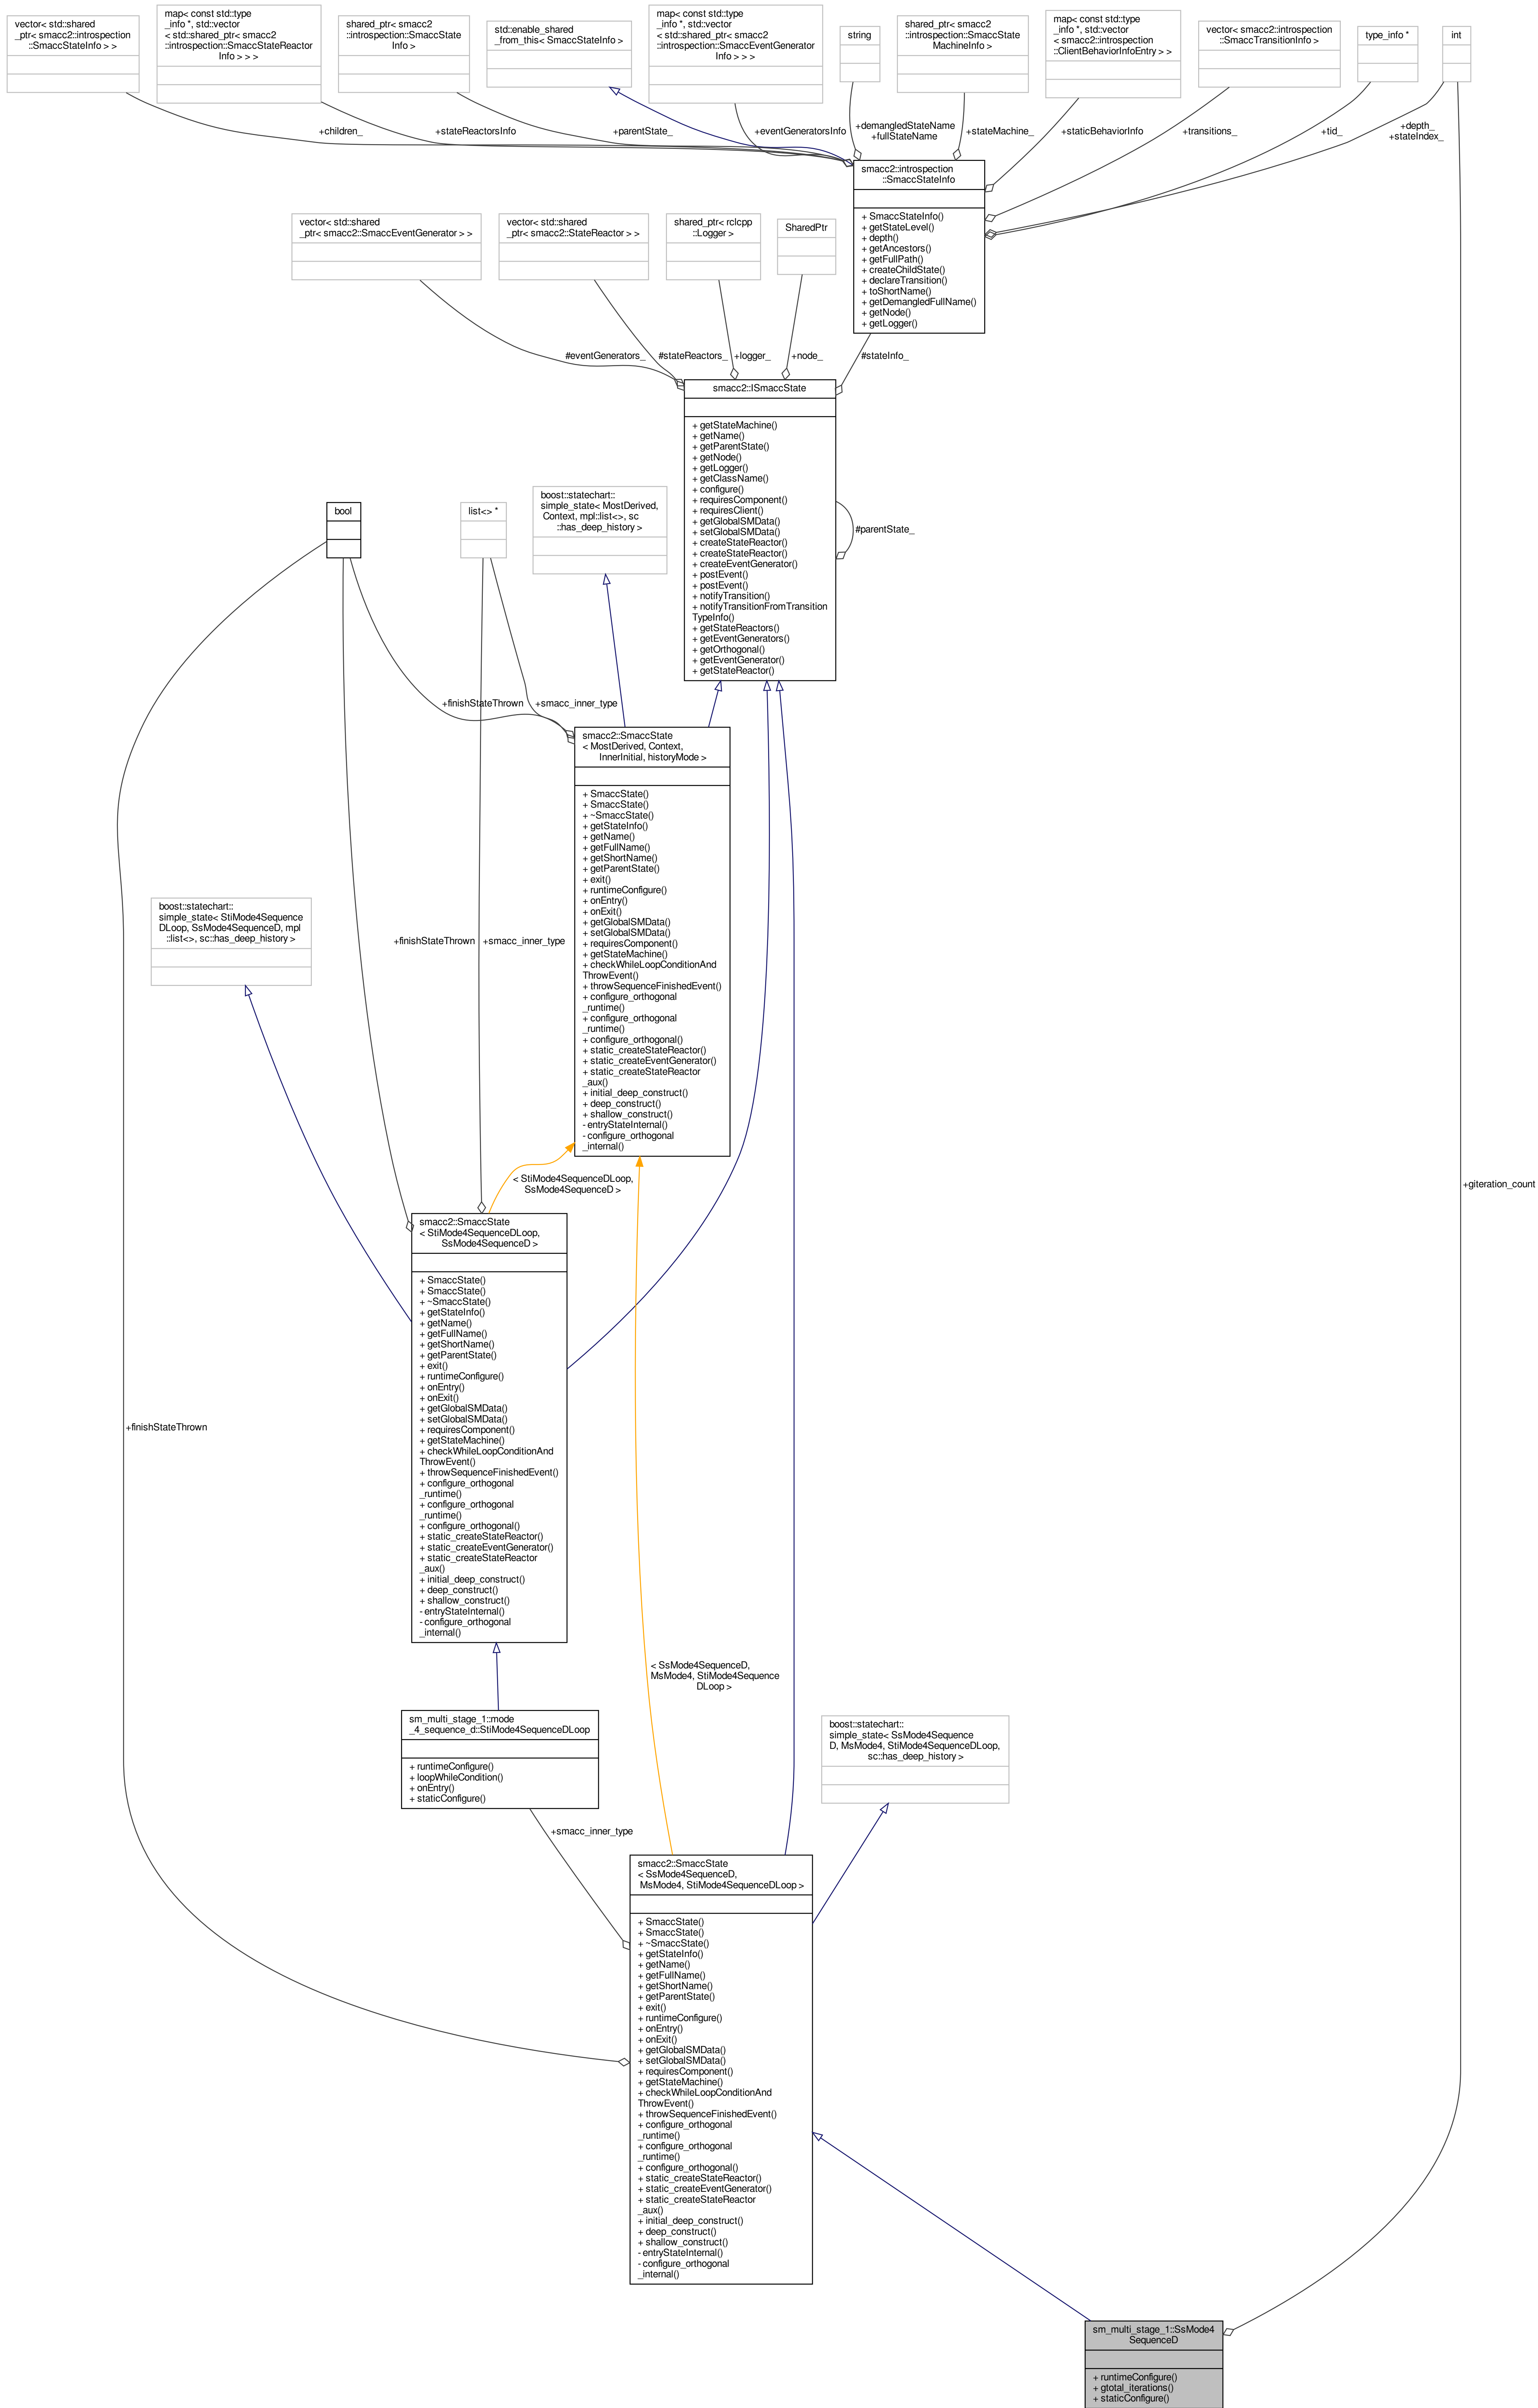 vector< std::shared
_ptr< smacc2::introspection
::SmaccStateInfo > >
map< const std::type
_info *, std::vector
< std::shared_ptr< smacc2
::introspection::SmaccStateReactor
Info > > >
shared_ptr< smacc2
::introspection::SmaccState
Info >
std::enable_shared
_from_this< SmaccStateInfo >
map< const std::type
_info *, std::vector
< std::shared_ptr< smacc2
::introspection::SmaccEventGenerator
Info > > >
string
shared_ptr< smacc2
::introspection::SmaccState
MachineInfo >
map< const std::type
_info *, std::vector
< smacc2::introspection
::ClientBehaviorInfoEntry > >
vector< smacc2::introspection
::SmaccTransitionInfo >
type_info *
int
+children_
+stateReactorsInfo
+parentState_
+eventGeneratorsInfo
+demangledStateName
+fullStateName
+stateMachine_
+staticBehaviorInfo
+transitions_
+tid_
+depth_
+stateIndex_
smacc2::introspection
::SmaccStateInfo
+ SmaccStateInfo()
+ getStateLevel()
+ depth()
+ getAncestors()
+ getFullPath()
+ createChildState()
+ declareTransition()
+ toShortName()
+ getDemangledFullName()
+ getNode()
+ getLogger()
vector< std::shared
_ptr< smacc2::SmaccEventGenerator > >
vector< std::shared
_ptr< smacc2::StateReactor > >
shared_ptr< rclcpp
::Logger >
SharedPtr
#eventGenerators_
#stateReactors_
+logger_
+node_
#stateInfo_
smacc2::ISmaccState
+ getStateMachine()
+ getName()
+ getParentState()
+ getNode()
+ getLogger()
+ getClassName()
+ configure()
+ requiresComponent()
+ requiresClient()
+ getGlobalSMData()
+ setGlobalSMData()
+ createStateReactor()
+ createStateReactor()
+ createEventGenerator()
+ postEvent()
+ postEvent()
+ notifyTransition()
+ notifyTransitionFromTransition
TypeInfo()
+ getStateReactors()
+ getEventGenerators()
+ getOrthogonal()
+ getEventGenerator()
+ getStateReactor()
#parentState_
bool
list<> *
boost::statechart::
simple_state< MostDerived,
Context, mpl::list<>, sc
::has_deep_history >
+finishStateThrown
+smacc_inner_type
smacc2::SmaccState
< MostDerived, Context,
InnerInitial, historyMode >
+ SmaccState()
+ SmaccState()
+ ~SmaccState()
+ getStateInfo()
+ getName()
+ getFullName()
+ getShortName()
+ getParentState()
+ exit()
+ runtimeConfigure()
+ onEntry()
+ onExit()
+ getGlobalSMData()
+ setGlobalSMData()
+ requiresComponent()
+ getStateMachine()
+ checkWhileLoopConditionAnd
ThrowEvent()
+ throwSequenceFinishedEvent()
+ configure_orthogonal
_runtime()
+ configure_orthogonal
_runtime()
+ configure_orthogonal()
+ static_createStateReactor()
+ static_createEventGenerator()
+ static_createStateReactor
_aux()
+ initial_deep_construct()
+ deep_construct()
+ shallow_construct()
- entryStateInternal()
- configure_orthogonal
_internal()
boost::statechart::
simple_state< StiMode4Sequence
DLoop, SsMode4SequenceD, mpl
::list<>, sc::has_deep_history >
+finishStateThrown
+smacc_inner_type
+giteration_count
< StiMode4SequenceDLoop,
SsMode4SequenceD >
smacc2::SmaccState
< StiMode4SequenceDLoop,
SsMode4SequenceD >
+ SmaccState()
+ SmaccState()
+ ~SmaccState()
+ getStateInfo()
+ getName()
+ getFullName()
+ getShortName()
+ getParentState()
+ exit()
+ runtimeConfigure()
+ onEntry()
+ onExit()
+ getGlobalSMData()
+ setGlobalSMData()
+ requiresComponent()
+ getStateMachine()
+ checkWhileLoopConditionAnd
ThrowEvent()
+ throwSequenceFinishedEvent()
+ configure_orthogonal
_runtime()
+ configure_orthogonal
_runtime()
+ configure_orthogonal()
+ static_createStateReactor()
+ static_createEventGenerator()
+ static_createStateReactor
_aux()
+ initial_deep_construct()
+ deep_construct()
+ shallow_construct()
- entryStateInternal()
- configure_orthogonal
_internal()
+finishStateThrown
< SsMode4SequenceD,
MsMode4, StiMode4Sequence
DLoop >
sm_multi_stage_1::mode
_4_sequence_d::StiMode4SequenceDLoop
+ runtimeConfigure()
+ loopWhileCondition()
+ onEntry()
+ staticConfigure()
boost::statechart::
simple_state< SsMode4Sequence
D, MsMode4, StiMode4SequenceDLoop,
sc::has_deep_history >
+smacc_inner_type
smacc2::SmaccState
< SsMode4SequenceD,
MsMode4, StiMode4SequenceDLoop >
+ SmaccState()
+ SmaccState()
+ ~SmaccState()
+ getStateInfo()
+ getName()
+ getFullName()
+ getShortName()
+ getParentState()
+ exit()
+ runtimeConfigure()
+ onEntry()
+ onExit()
+ getGlobalSMData()
+ setGlobalSMData()
+ requiresComponent()
+ getStateMachine()
+ checkWhileLoopConditionAnd
ThrowEvent()
+ throwSequenceFinishedEvent()
+ configure_orthogonal
_runtime()
+ configure_orthogonal
_runtime()
+ configure_orthogonal()
+ static_createStateReactor()
+ static_createEventGenerator()
+ static_createStateReactor
_aux()
+ initial_deep_construct()
+ deep_construct()
+ shallow_construct()
- entryStateInternal()
- configure_orthogonal
_internal()
sm_multi_stage_1::SsMode4
SequenceD
+ runtimeConfigure()
+ gtotal_iterations()
+ staticConfigure()